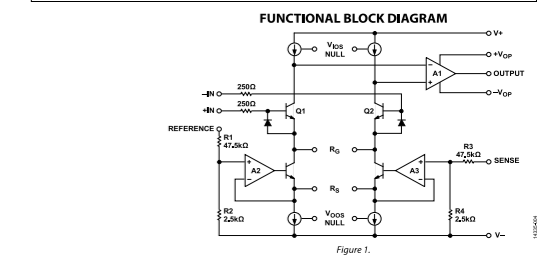 FUNCTIONAL BLOCK DIAGRAM
V+
VIOS
NULL
+VOP
A1
OUTPUT
–VOP
250Ω
–IN
250Ω
+IN
Q1
Q2
REFERENCE
R1
47.5kΩ
RG
R3
47.5kΩ
SENSE
A2
A3
RS
R2
2.5kΩ
VOOS
NULL
R4
2.5kΩ
V–
Figure 1.